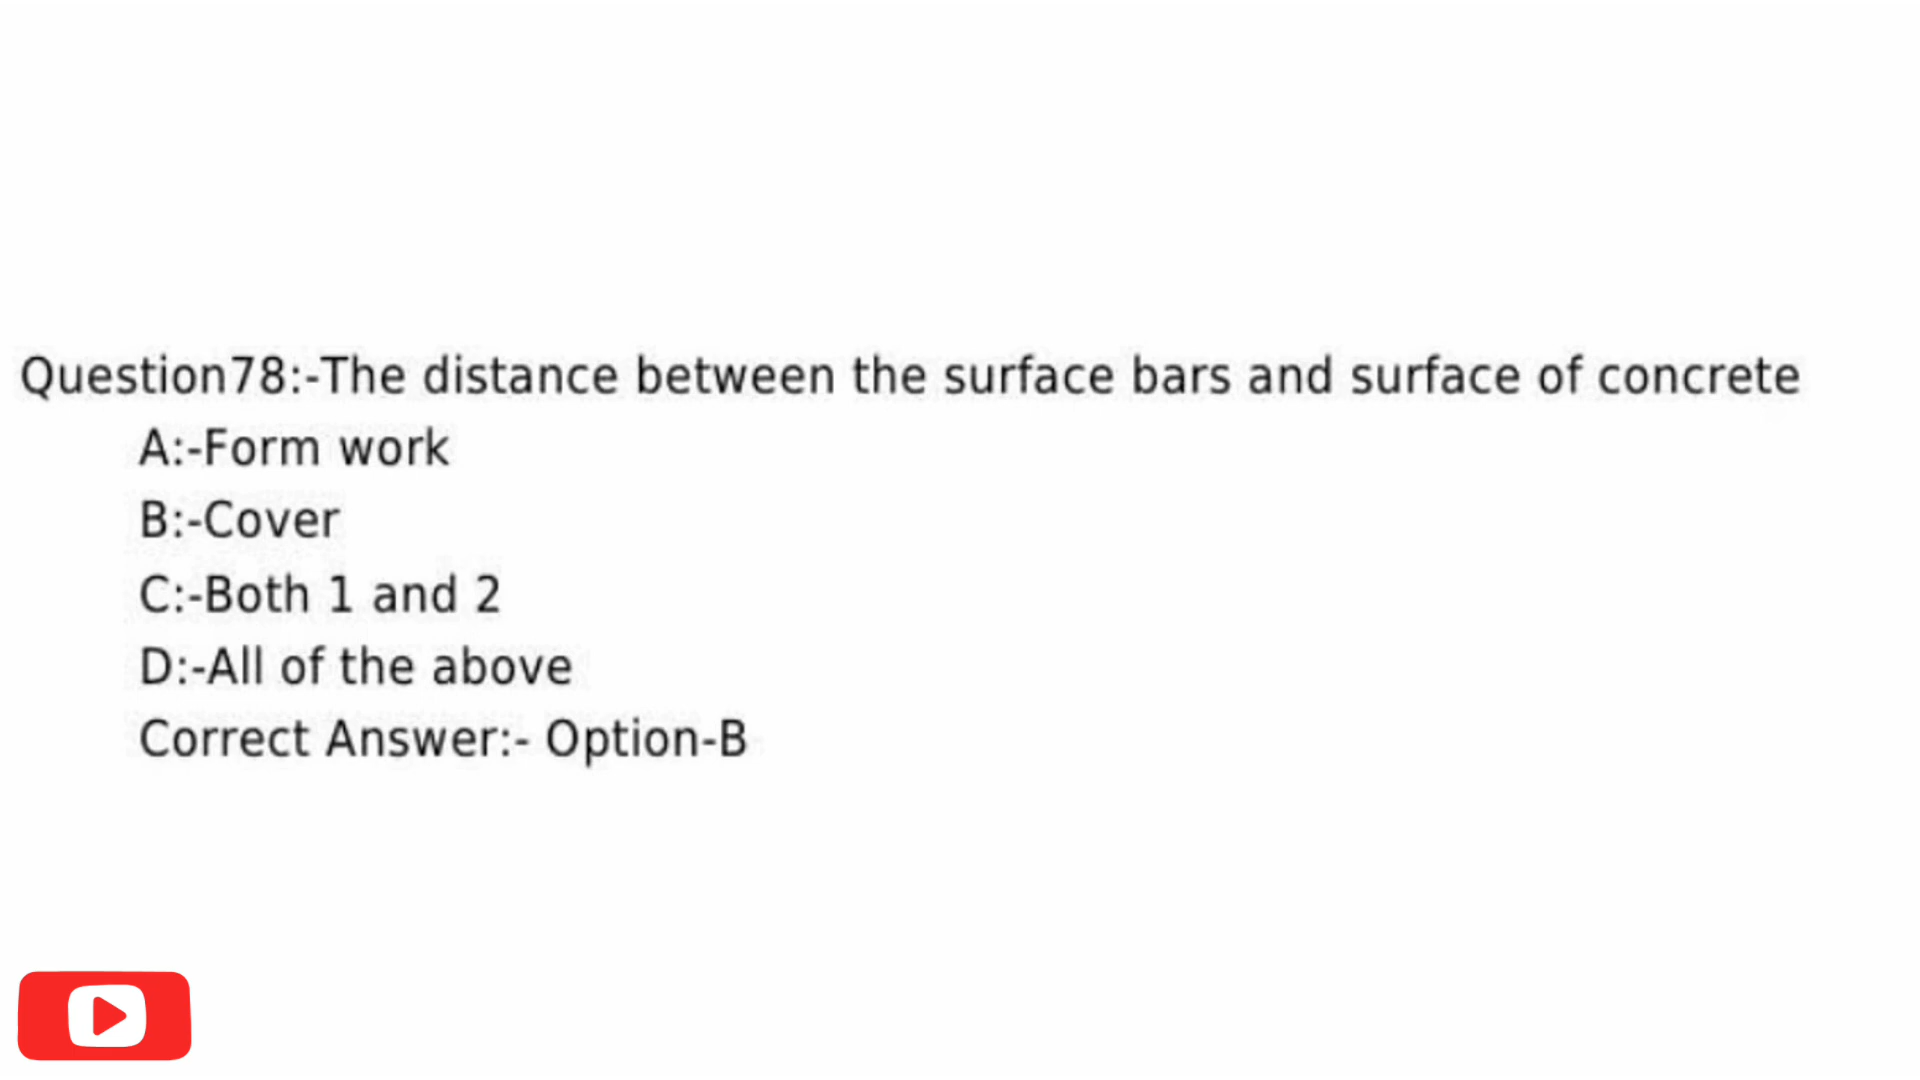 Question78:-The distance between the surface bars and surface of concrete
A:-Form work
B:-Cover
C:-Both 1 and 2
D:-All of the above
Correct Answer:- Option-B